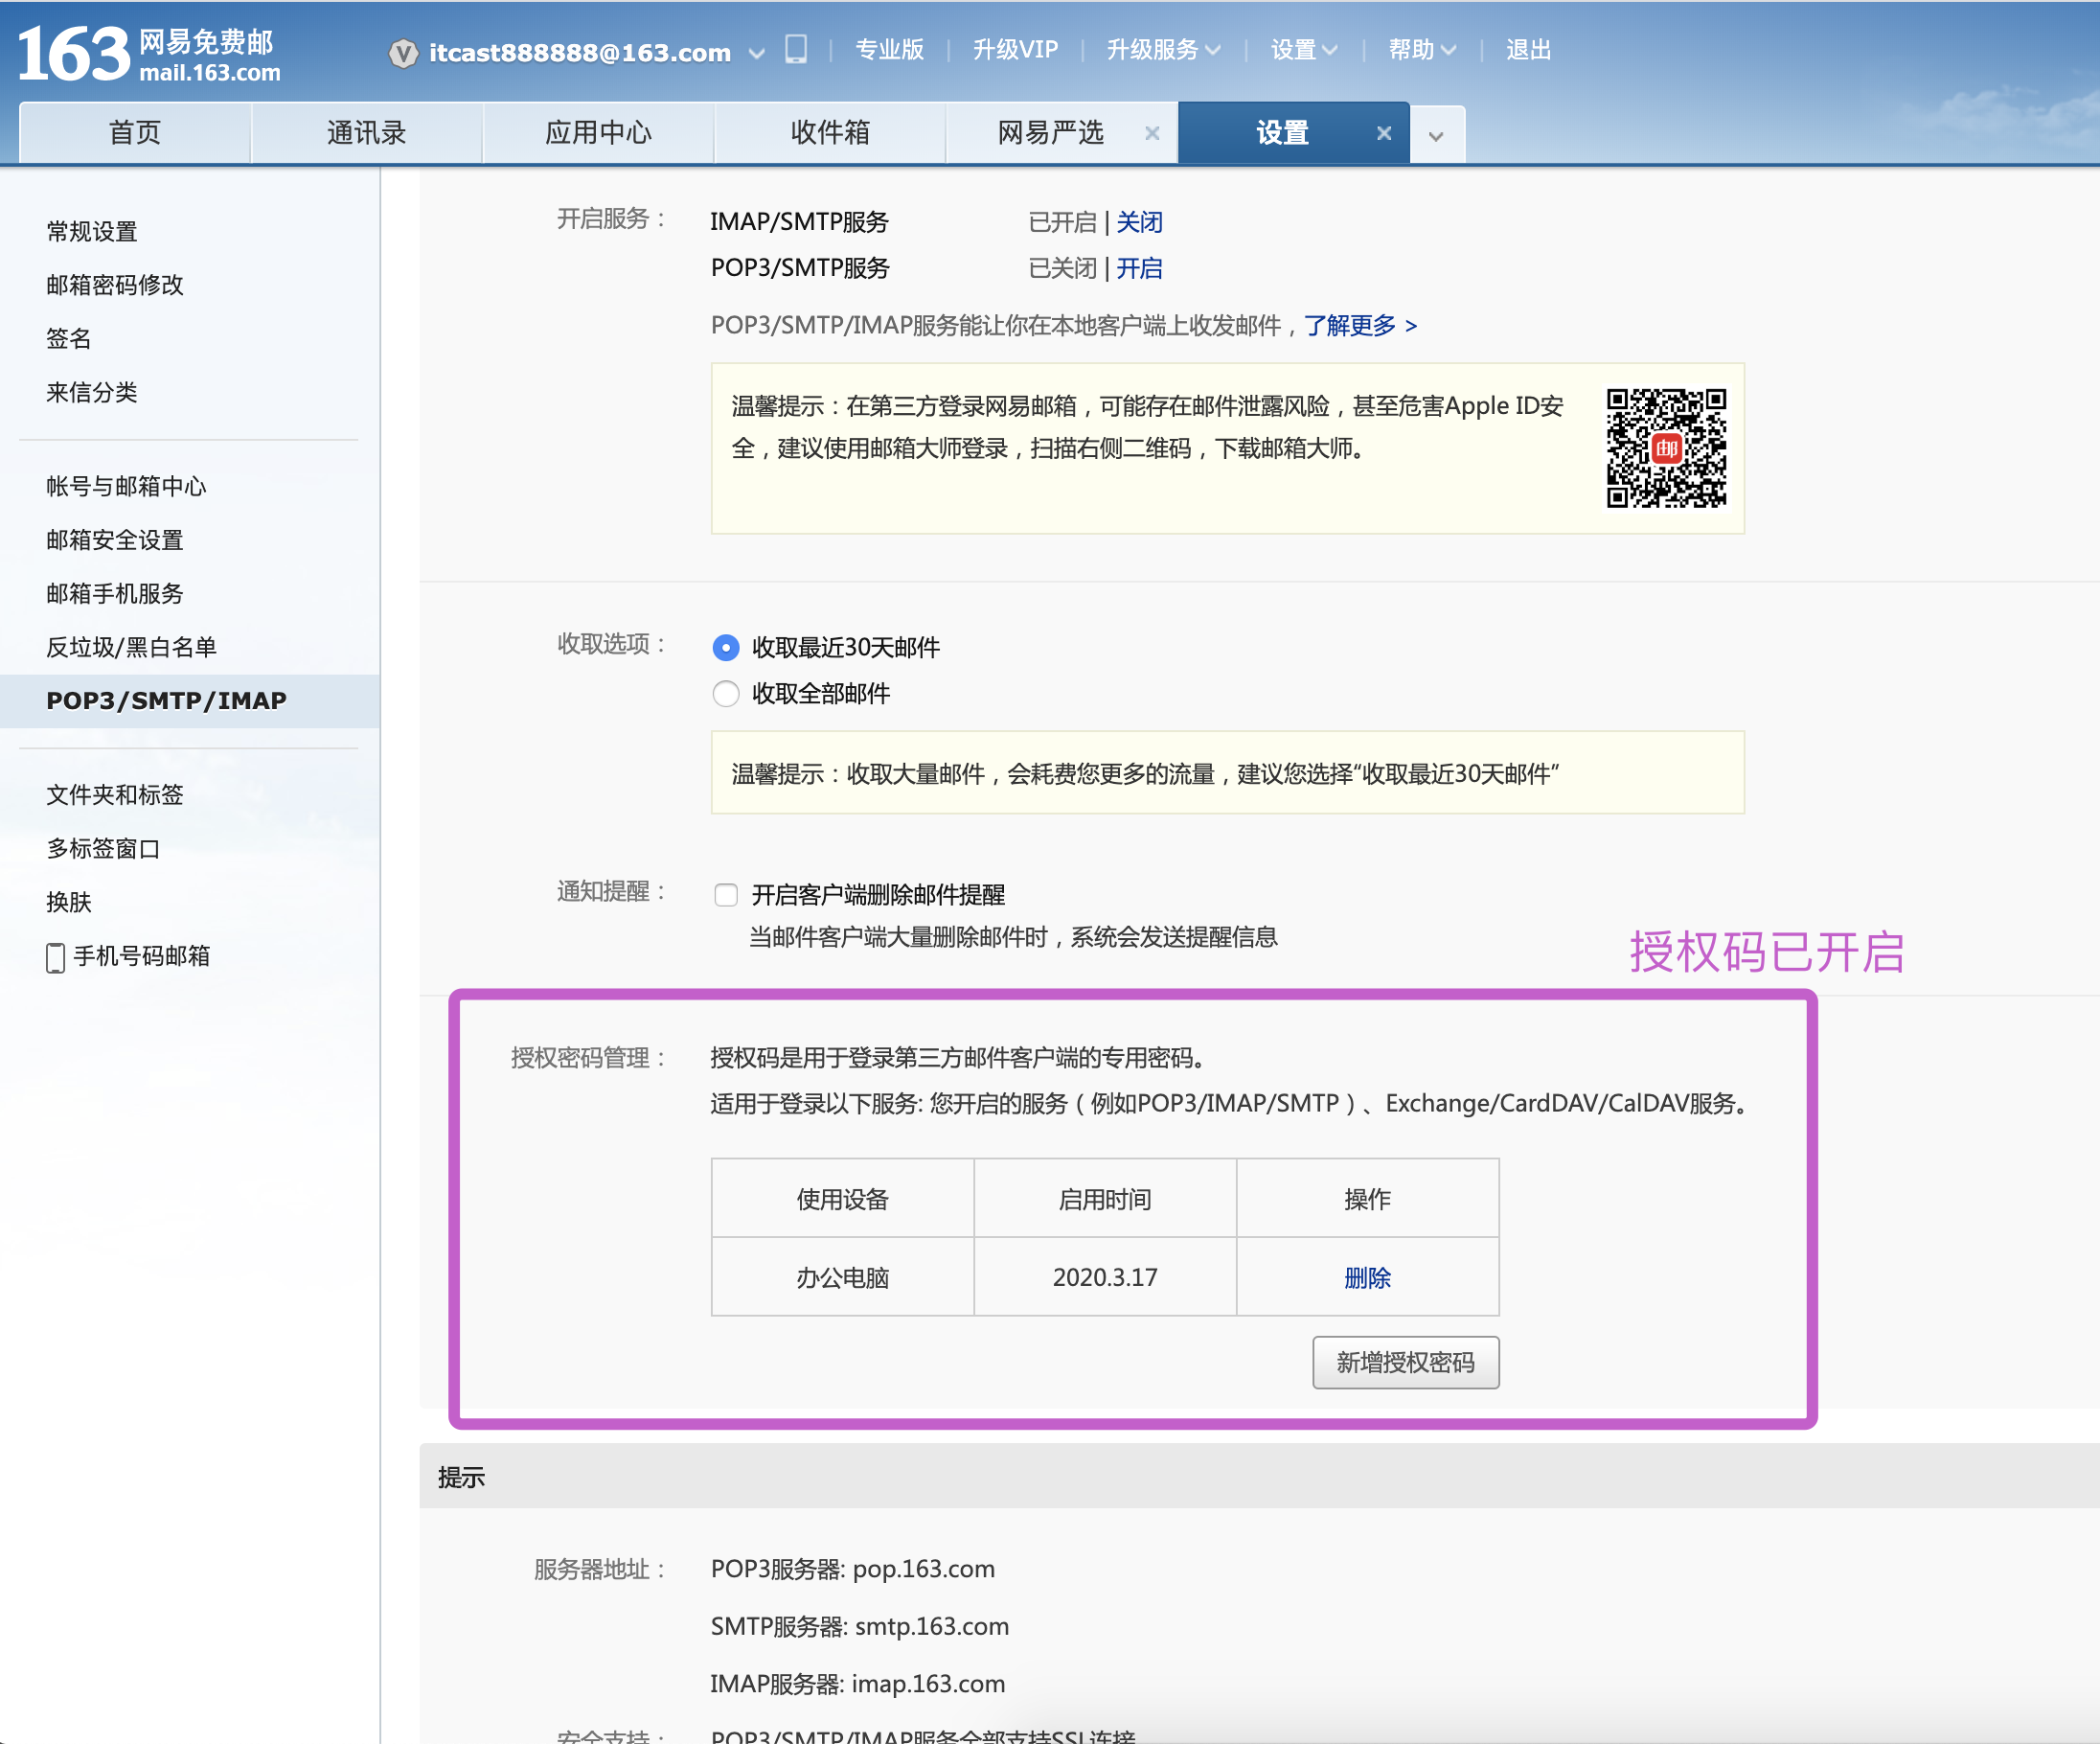 163 网易免费邮
mail.163.com
itcast888888@163.com
专业版
升级VIP
升级服务
设置
帮助
退出
首页
通讯录
应用中心
收件箱
网易严选
设置
常规设置
邮箱密码修改
签名
来信分类
帐号与邮箱中心
邮箱安全设置
邮箱手机服务
反垃圾/黑白名单
POP3/SMTP/IMAP
文件夹和标签
多标签窗口
换肤
手机号码邮箱
开启服务： IMAP/SMTP服务 已开启 | 关闭
POP3/SMTP服务 已关闭 | 开启
POP3/SMTP/IMAP服务能让你在本地客户端上收发邮件，了解更多 >
温馨提示：在第三方登录网易邮箱，可能存在邮件泄露风险，甚至危害Apple ID安
全，建议使用邮箱大师登录，扫描右侧二维码，下载邮箱大师。
邮
收取选项： 收取最近30天邮件
收取全部邮件
温馨提示：收取大量邮件，会耗费您更多的流量，建议您选择“收取最近30天邮件”
通知提醒： 开启客户端删除邮件提醒
当邮件客户端大量删除邮件时，系统会发送提醒信息
授权码已开启
授权密码管理： 授权码是用于登录第三方邮件客户端的专用密码。
适用于登录以下服务: 您开启的服务（例如POP3/IMAP/SMTP）、Exchange/CardDAV/CalDAV服务。
使用设备 启用时间 操作
办公电脑 2020.3.17 删除
新增授权密码
提示
服务器地址： POP3服务器: pop.163.com
SMTP服务器: smtp.163.com
IMAP服务器: imap.163.com
安全支持： POP3/SMTP/IMAP服务全部支持SSL连接